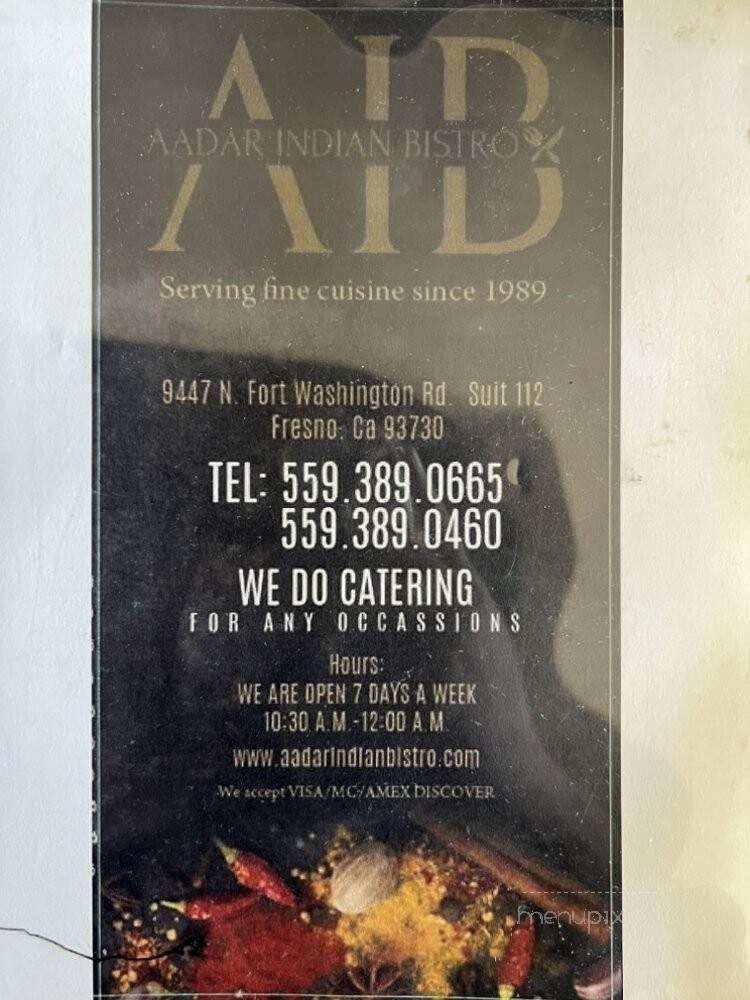 AIB
AADAR INDIAN BISTRO
Serving fine cuisine since 1989
9447 N. Fort Washington Rd. Suit 112
Fresno. Ca 93730
TEL: 559.389.0665
559.389.0460
WE DO CATERING
FOR ANY OCCASSIONS
Hours:
WE ARE OPEN 7 DAYS A WEEK
10:30 A.M.-12:00 A.M.
www.aadarindianbistro.com
We accept VISA/MC/AMEX DISCOVER
menupix